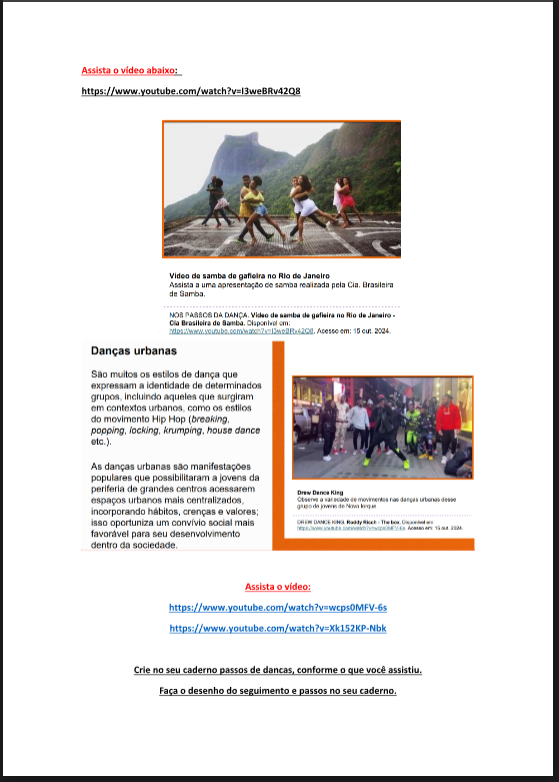 Assista o vídeo abaixo:
https://www.youtube.com/watch?v=I3weBRv42Q8
Vídeo de samba de gafieira no Rio de Janeiro
Assista a uma apresentação de samba realizada pela Cia. Brasileira
de Samba.
NOS PASSOS DA DANÇA. Vídeo de samba de gafieira no Rio de Janeiro -
Cia Brasileira de Samba. Disponível em:
https://www.youtube.com/watch?v=I3weBRv42Q8. Acesso em: 15 out. 2024.
Danças urbanas
São muitos os estilos de dança que
expressam a identidade de determinados
grupos, incluindo aqueles que surgiram
em contextos urbanos, como os estilos
do movimento Hip Hop (breaking,
popping, locking, krumping, house dance
etc.).
As danças urbanas são manifestações
populares que possibilitaram a jovens da
periferia de grandes centros acessarem
espaços urbanos mais centralizados,
incorporando hábitos, crenças e valores;
isso oportuniza um convívio social mais
favorável para seu desenvolvimento
dentro da sociedade.
Drew Dance King
Observe a variedade de movimentos nas danças urbanas desse
grupo de jovens de Nova Iorque.
DREW DANCE KING. Roddy Ricch - The box. Disponível em:
https://www.youtube.com/watch?v=wcps0MFV-6s. Acesso em: 15 out. 2024.
Assista o vídeo:
https://www.youtube.com/watch?v=wcps0MFV-6s
https://www.youtube.com/watch?v=Xk152KP-Nbk
Crie no seu caderno passos de dancas, conforme o que você assistiu.
Faça o desenho do seguimento e passos no seu caderno.